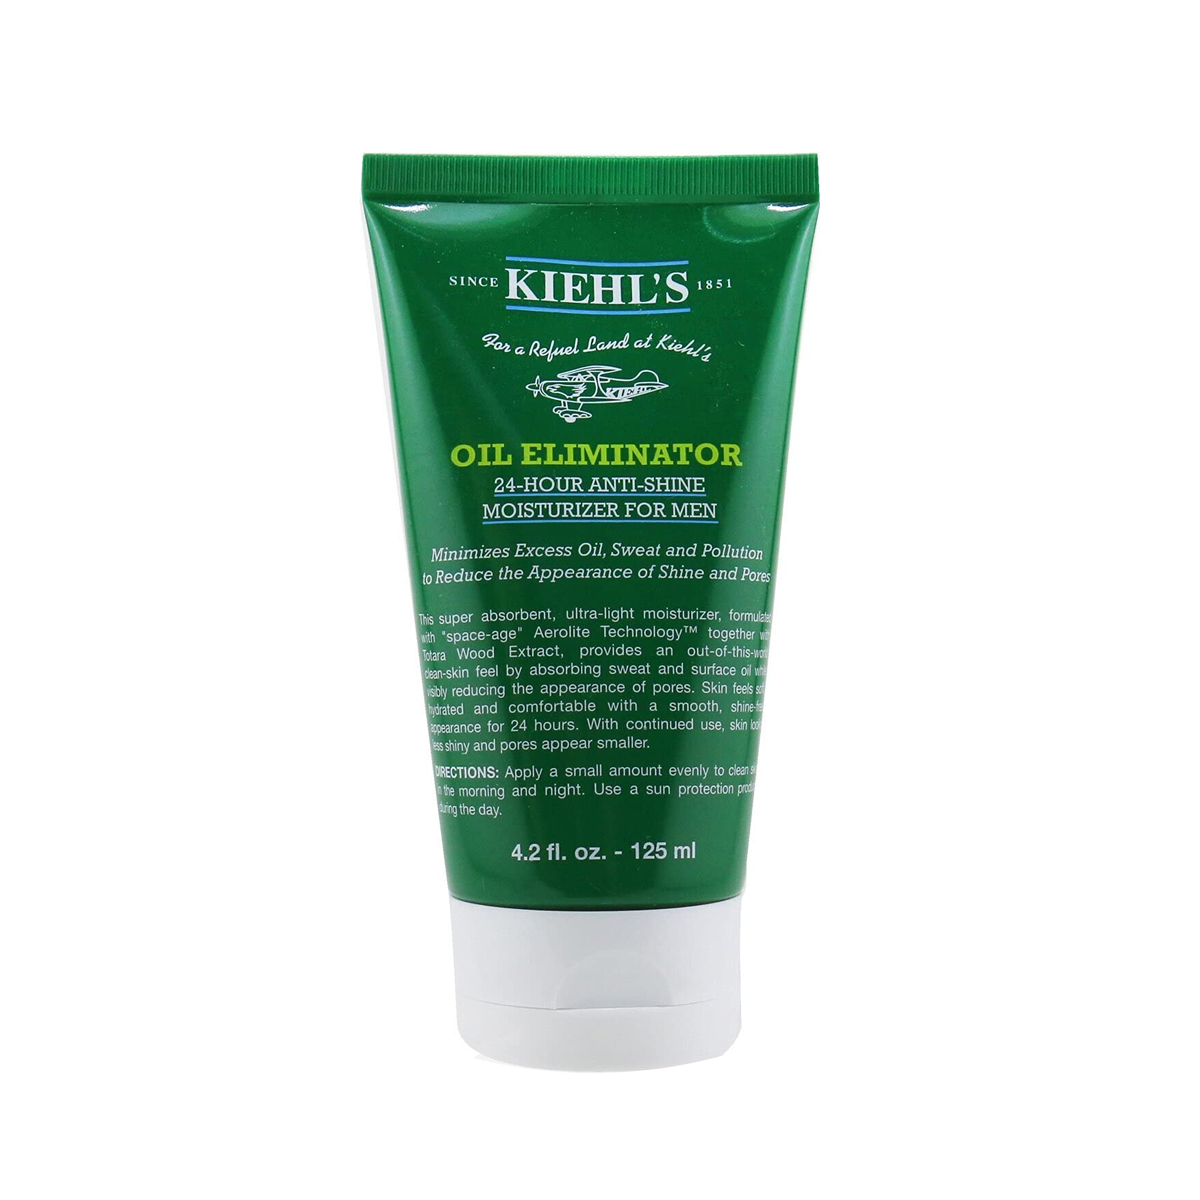 SINCE KIEHL'S 1851
For a Refuel Land at Kiehl's
KIEHL'S
OIL ELIMINATOR
24-HOUR ANTI-SHINE
MOISTURIZER FOR MEN
Minimizes Excess Oil, Sweat and Pollution
to Reduce the Appearance of Shine and Pores
This super absorbent, ultra-light moisturizer, formulated
with "space-age" Aerolite Technology™ together with
Totara Wood Extract, provides an out-of-this-world
clean-skin feel by absorbing sweat and surface oil while
visibly reducing the appearance of pores. Skin feels soft,
hydrated and comfortable with a smooth, shine-free
appearance for 24 hours. With continued use, skin looks
less shiny and pores appear smaller.
DIRECTIONS: Apply a small amount evenly to clean
in the morning and night. Use a sun protection product
during the day.
4.2 fl. oz. - 125 ml